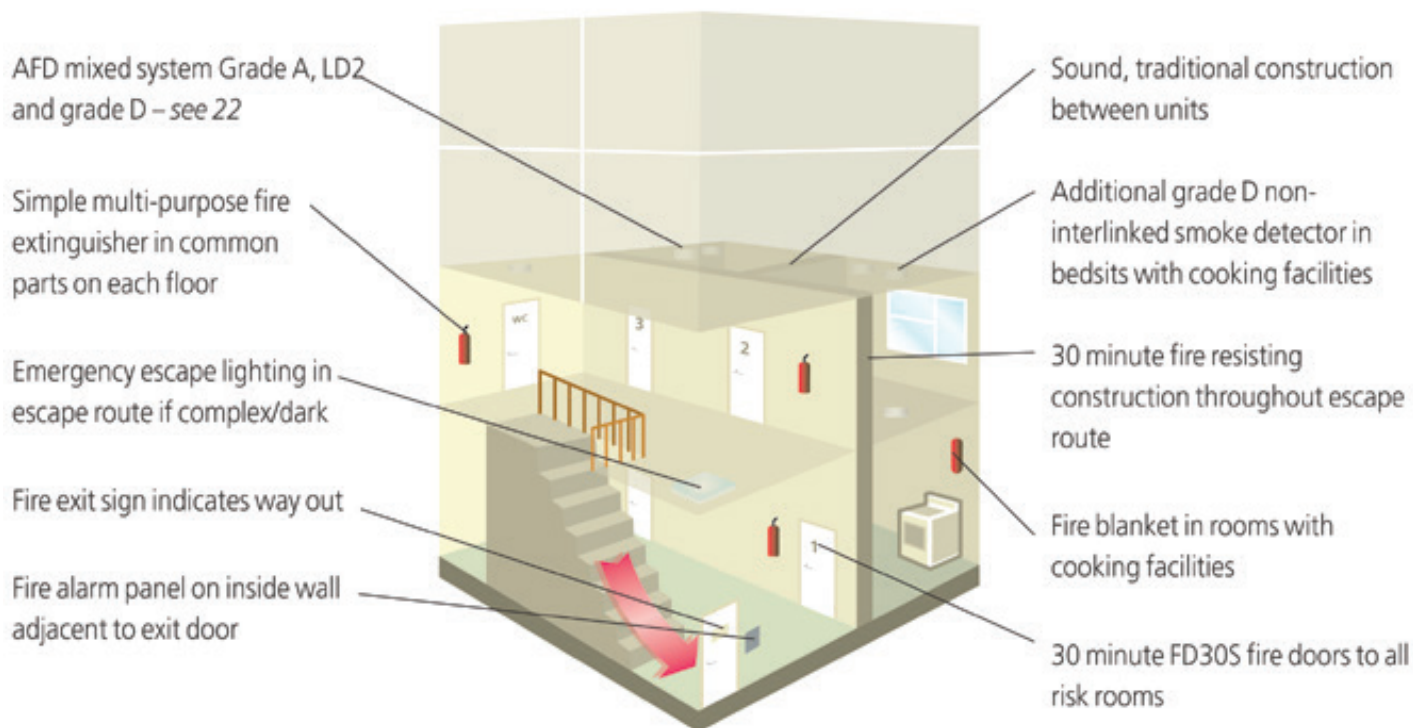 AFD mixed system Grade A, LD2
and grade D – see 22
Simple multi-purpose fire
extinguisher in common
parts on each floor
Emergency escape lighting in
escape route if complex/dark
Fire exit sign indicates way out
Fire alarm panel on inside wall
adjacent to exit door
WC
3
2
1
Sound, traditional construction
between units
Additional grade D non-
interlinked smoke detector in
bedsits with cooking facilities
30 minute fire resisting
construction throughout escape
route
Fire blanket in rooms with
cooking facilities
30 minute FD30S fire doors to all
risk rooms